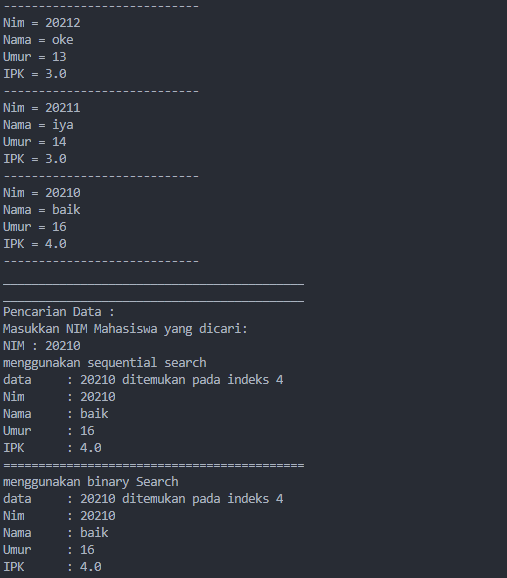 ----------------------------
Nim = 20212
Nama = oke
Umur = 13
IPK = 3.0
----------------------------
Nim = 20211
Nama = iya
Umur = 14
IPK = 3.0
----------------------------
Nim = 20210
Nama = baik
Umur = 16
IPK = 4.0
----------------------------
___________________________________________
___________________________________________
Pencarian Data :
Masukkan NIM Mahasiswa yang dicari:
NIM : 20210
menggunakan sequential search
data     : 20210 ditemukan pada indeks 4
Nim      : 20210
Nama     : baik
Umur     : 16
IPK      : 4.0
===========================================
menggunakan binary Search
data     : 20210 ditemukan pada indeks 4
Nim      : 20210
Nama     : baik
Umur     : 16
IPK      : 4.0